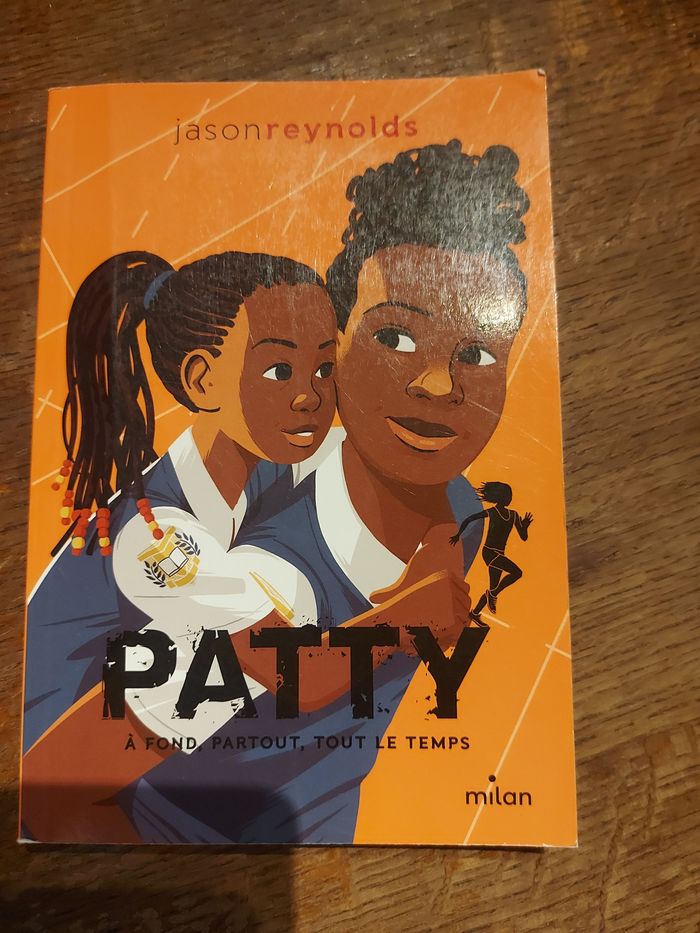 jasonreynolds
PATTY
À FOND, PARTOUT, TOUT LE TEMPS
milan